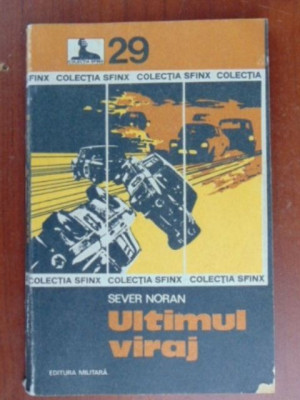 COLECȚIA SFINX
29
FINX COLECȚIA SFINX COLECȚIA SFINX COLECȚIA
COLECȚIA SFINX COLECȚIA SFINX COLECȚIA SFINX
SEVER NORAN
Ultimul
viraj
EDITURA MILITARĂ